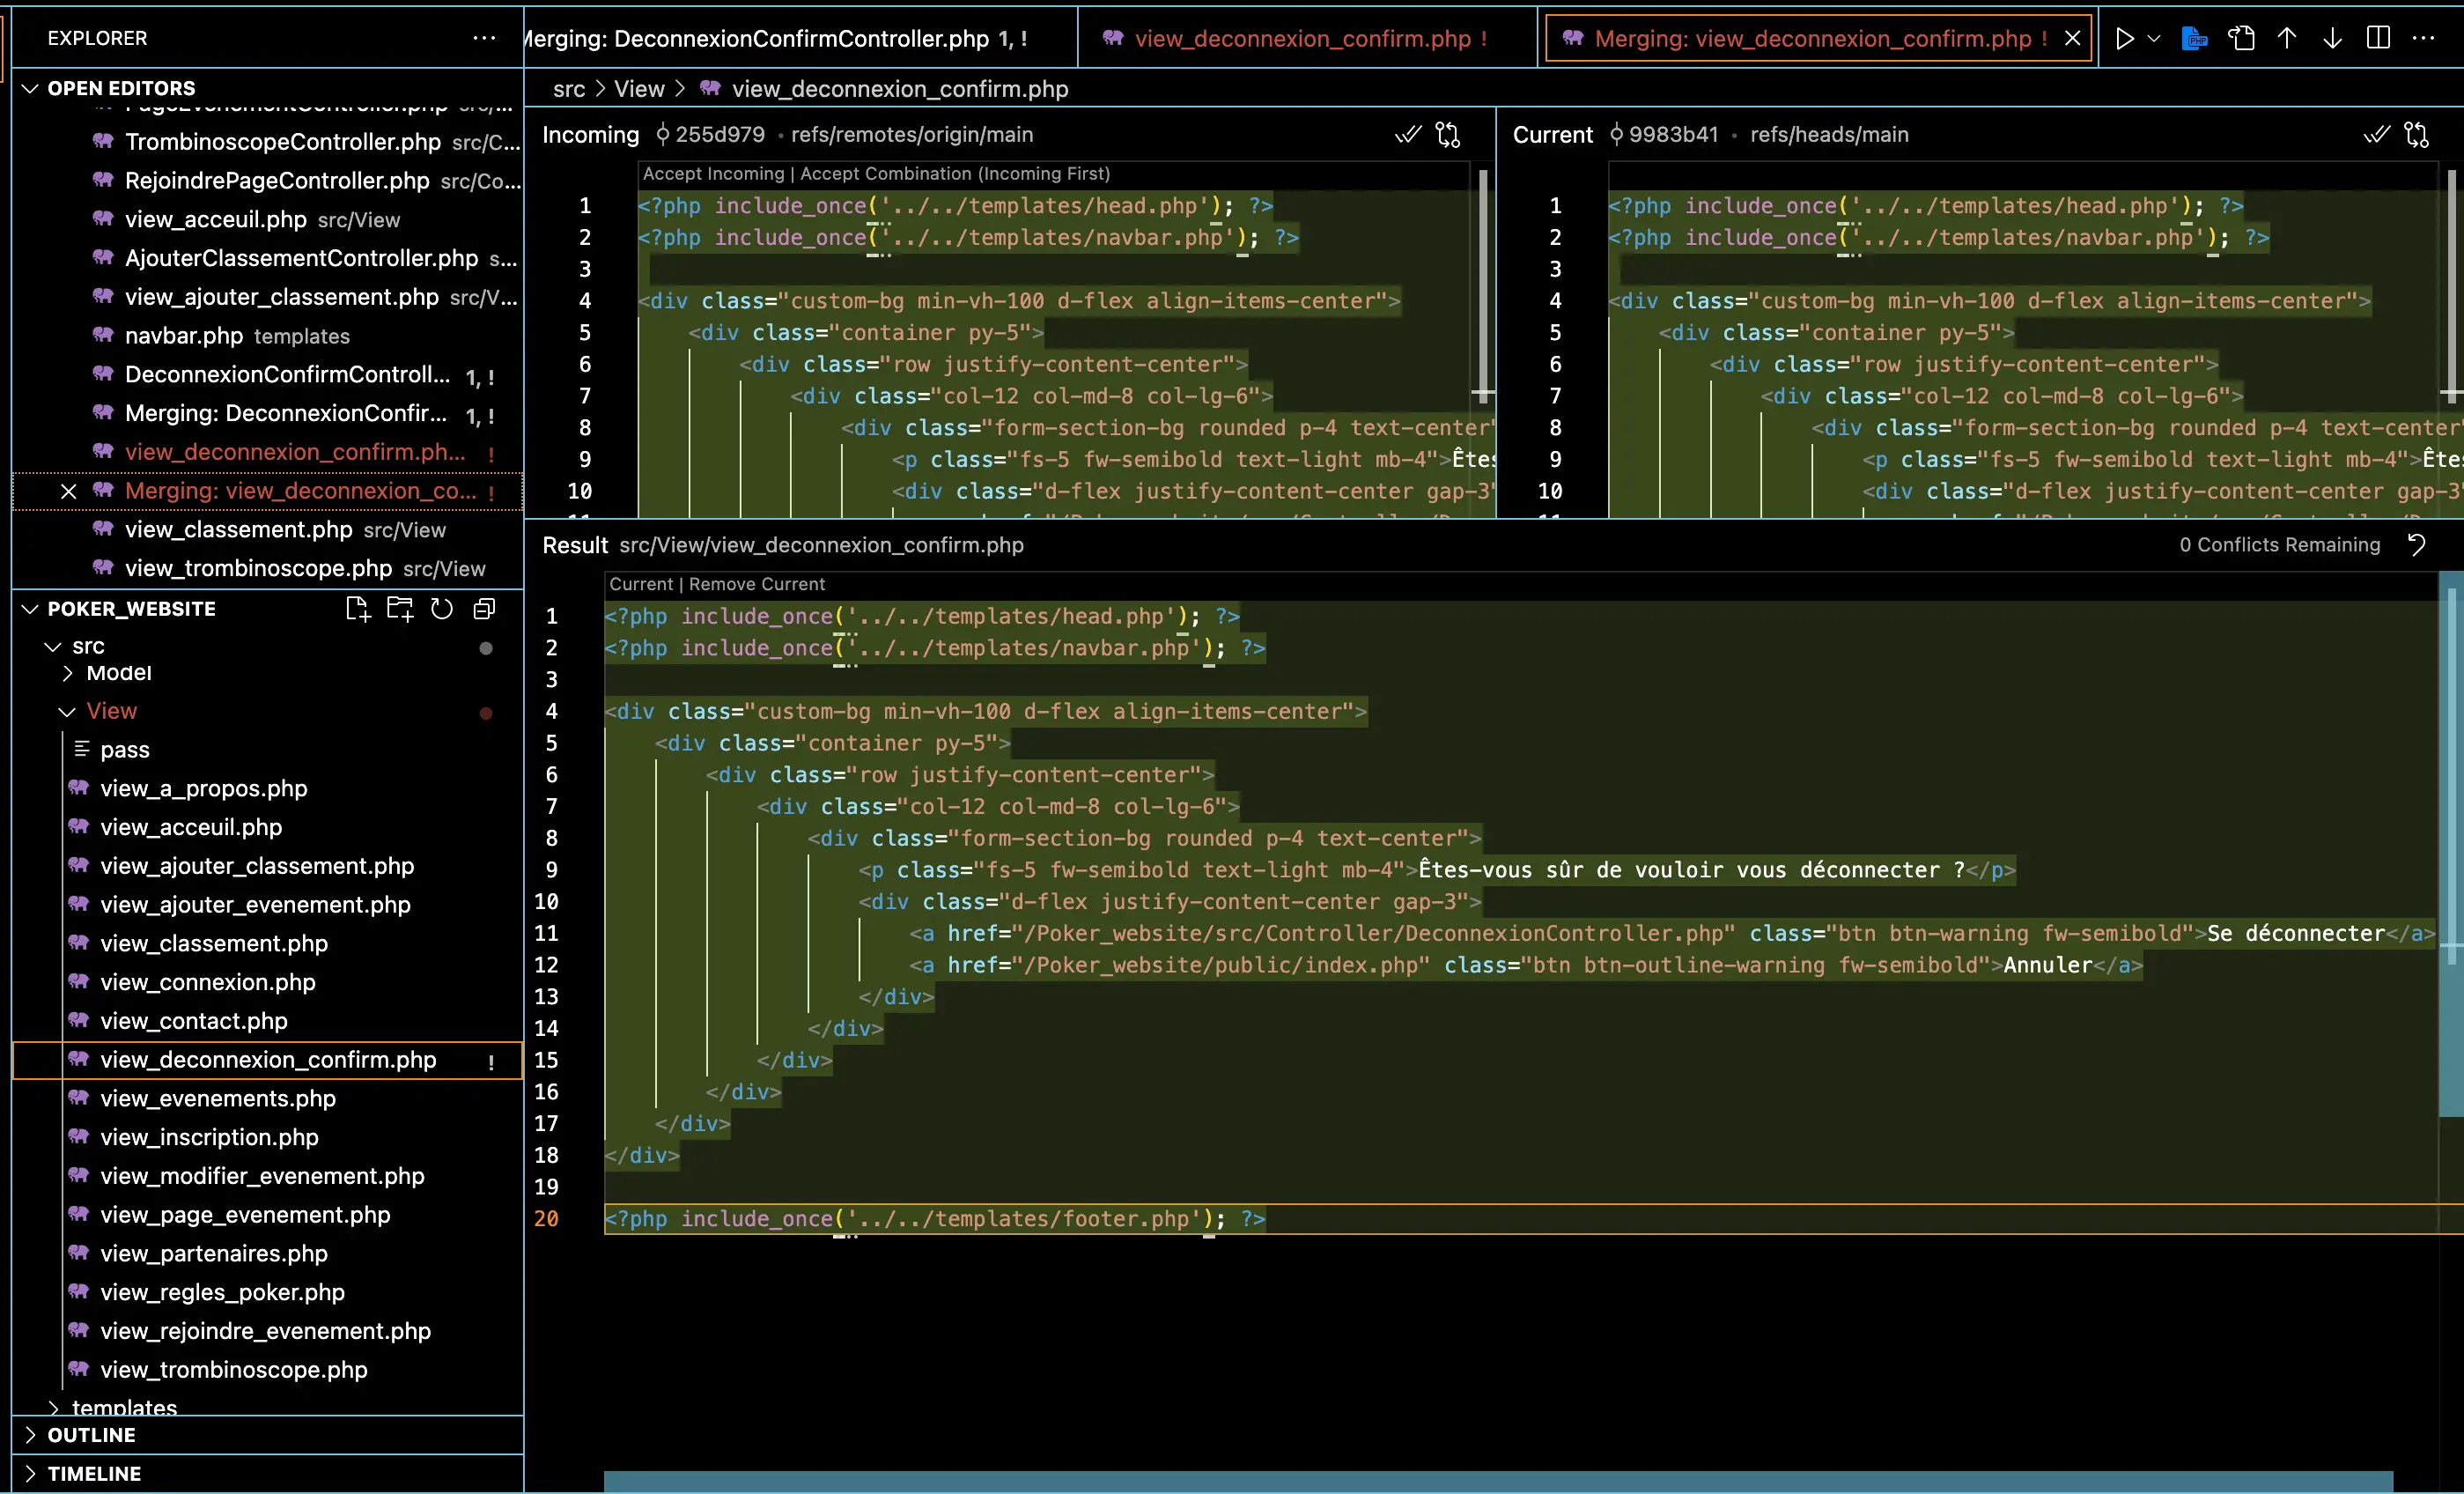 EXPLORER
OPEN EDITORS
TrombinoscopeController.php src/C...
RejoindrePageController.php src/Co...
view_acceuil.php src/View
AjouterClassementController.php s...
view_ajouter_classement.php src/V...
navbar.php templates
DeconnexionConfirmControll... 1, !
Merging: DeconnexionConfir... 1, !
view_deconnexion_confirm.ph... !
Merging: view_deconnexion_co... !
view_classement.php src/View
view_trombinoscope.php src/View
POKER_WEBSITE
src
Model
View
pass
view_a_propos.php
view_acceuil.php
view_ajouter_classement.php
view_ajouter_evenement.php
view_classement.php
view_connexion.php
view_contact.php
view_deconnexion_confirm.php !
view_evenements.php
view_inscription.php
view_modifier_evenement.php
view_page_evenement.php
view_partenaires.php
view_regles_poker.php
view_rejoindre_evenement.php
view_trombinoscope.php
templates
OUTLINE
TIMELINE
Merging: DeconnexionConfirmController.php 1, !
view_deconnexion_confirm.php !
Merging: view_deconnexion_confirm.php !
src > View > view_deconnexion_confirm.php
Incoming 255d979 • refs/remotes/origin/main
Accept Incoming | Accept Combination (Incoming First)
1 <?php include_once('../../templates/head.php'); ?>
2 <?php include_once('../../templates/navbar.php'); ?>
3
4 <div class="custom-bg min-vh-100 d-flex align-items-center">
5 <div class="container py-5">
6 <div class="row justify-content-center">
7 <div class="col-12 col-md-8 col-lg-6">
8 <div class="form-section-bg rounded p-4 text-center"
9 <p class="fs-5 fw-semibold text-light mb-4">Êtes
10 <div class="d-flex justify-content-center gap-3"
Current 9983b41 • refs/heads/main
1 <?php include_once('../../templates/head.php'); ?>
2 <?php include_once('../../templates/navbar.php'); ?>
3
4 <div class="custom-bg min-vh-100 d-flex align-items-center">
5 <div class="container py-5">
6 <div class="row justify-content-center">
7 <div class="col-12 col-md-8 col-lg-6">
8 <div class="form-section-bg rounded p-4 text-center"
9 <p class="fs-5 fw-semibold text-light mb-4">Êtes
10 <div class="d-flex justify-content-center gap-3"
Result src/View/view_deconnexion_confirm.php
0 Conflicts Remaining
Current | Remove Current
1 <?php include_once('../../templates/head.php'); ?>
2 <?php include_once('../../templates/navbar.php'); ?>
3
4 <div class="custom-bg min-vh-100 d-flex align-items-center">
5 <div class="container py-5">
6 <div class="row justify-content-center">
7 <div class="col-12 col-md-8 col-lg-6">
8 <div class="form-section-bg rounded p-4 text-center">
9 <p class="fs-5 fw-semibold text-light mb-4">Êtes-vous sûr de vouloir vous déconnecter ?</p>
10 <div class="d-flex justify-content-center gap-3">
11 <a href="/Poker_website/src/Controller/DeconnexionController.php" class="btn btn-warning fw-semibold">Se déconnecter</a>
12 <a href="/Poker_website/public/index.php" class="btn btn-outline-warning fw-semibold">Annuler</a>
13 </div>
14 </div>
15 </div>
16 </div>
17 </div>
18 </div>
19
20 <?php include_once('../../templates/footer.php'); ?>